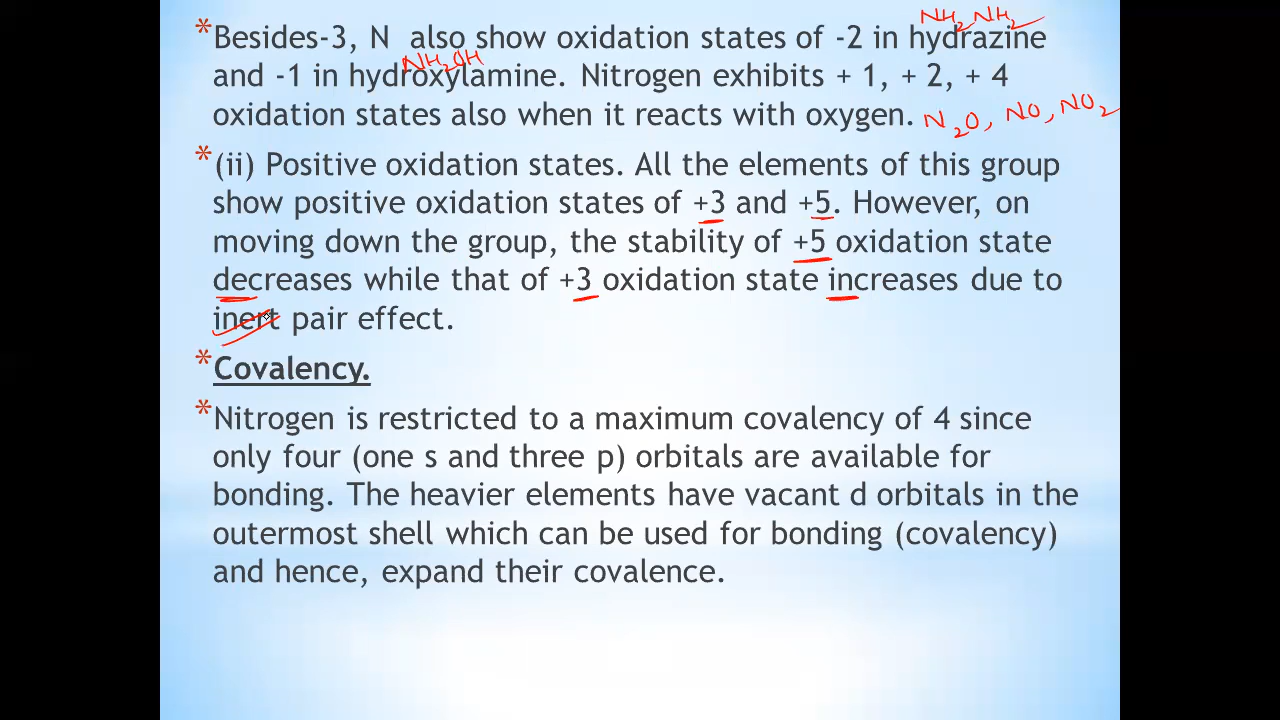 NH2NH2
* Besides-3, N also show oxidation states of -2 in hydrazine
NH2OH
and -1 in hydroxylamine. Nitrogen exhibits + 1, + 2, + 4
oxidation states also when it reacts with oxygen. N2O, NO, NO2
* (ii) Positive oxidation states. All the elements of this group
show positive oxidation states of +3 and +5. However, on
moving down the group, the stability of +5 oxidation state
decreases while that of +3 oxidation state increases due to
inert pair effect.
* Covalency.
* Nitrogen is restricted to a maximum covalency of 4 since
only four (one s and three p) orbitals are available for
bonding. The heavier elements have vacant d orbitals in the
outermost shell which can be used for bonding (covalency)
and hence, expand their covalence.